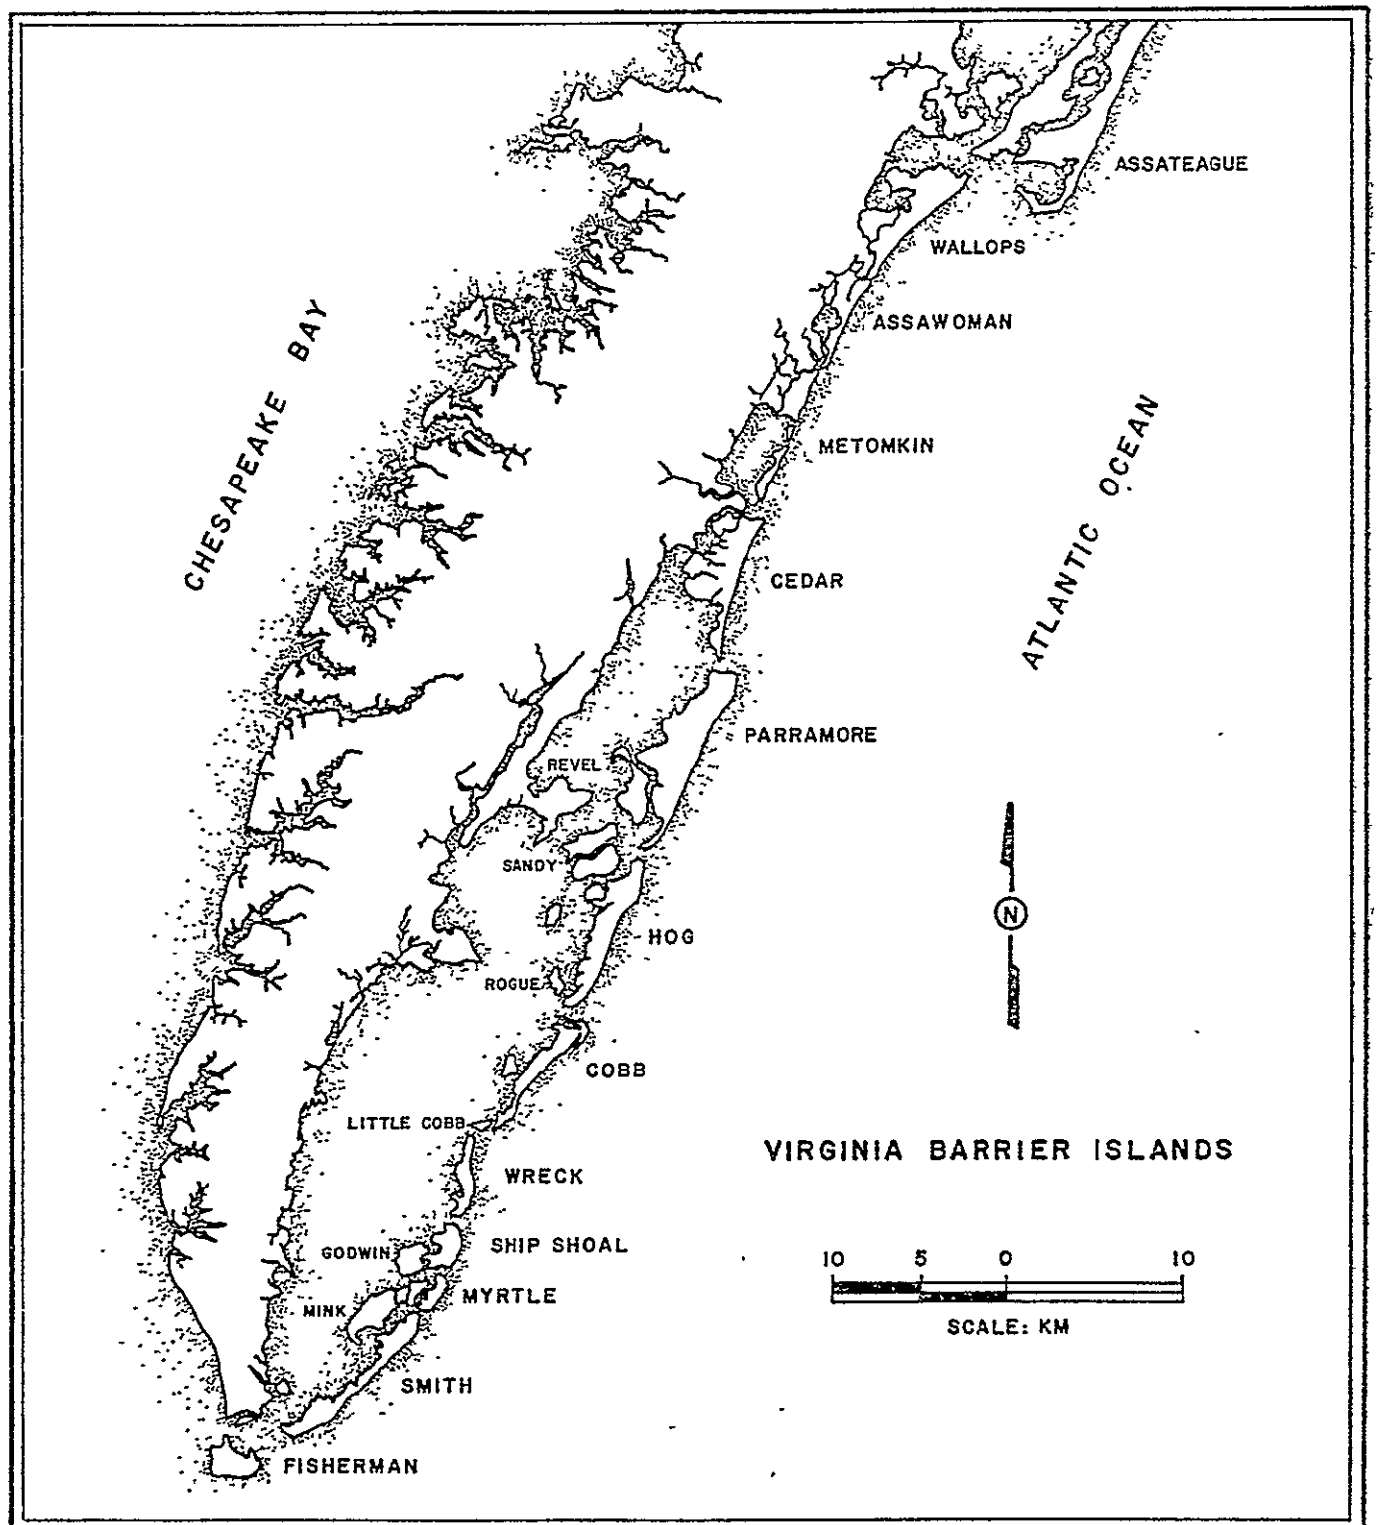 ASSATEAGUE
WALLOPS
ASSAWOMAN
CHESAPEAKE BAY
METOMKIN
ATLANTIC OCEAN
CEDAR
PARRAMORE
REVEL
SANDY
N
HOG
ROGUE
COBB
LITTLE COBB
VIRGINIA BARRIER ISLANDS
WRECK
GODWIN
SHIP SHOAL
10 5 0 10
MINK
MYRTLE
SCALE: KM
SMITH
FISHERMAN